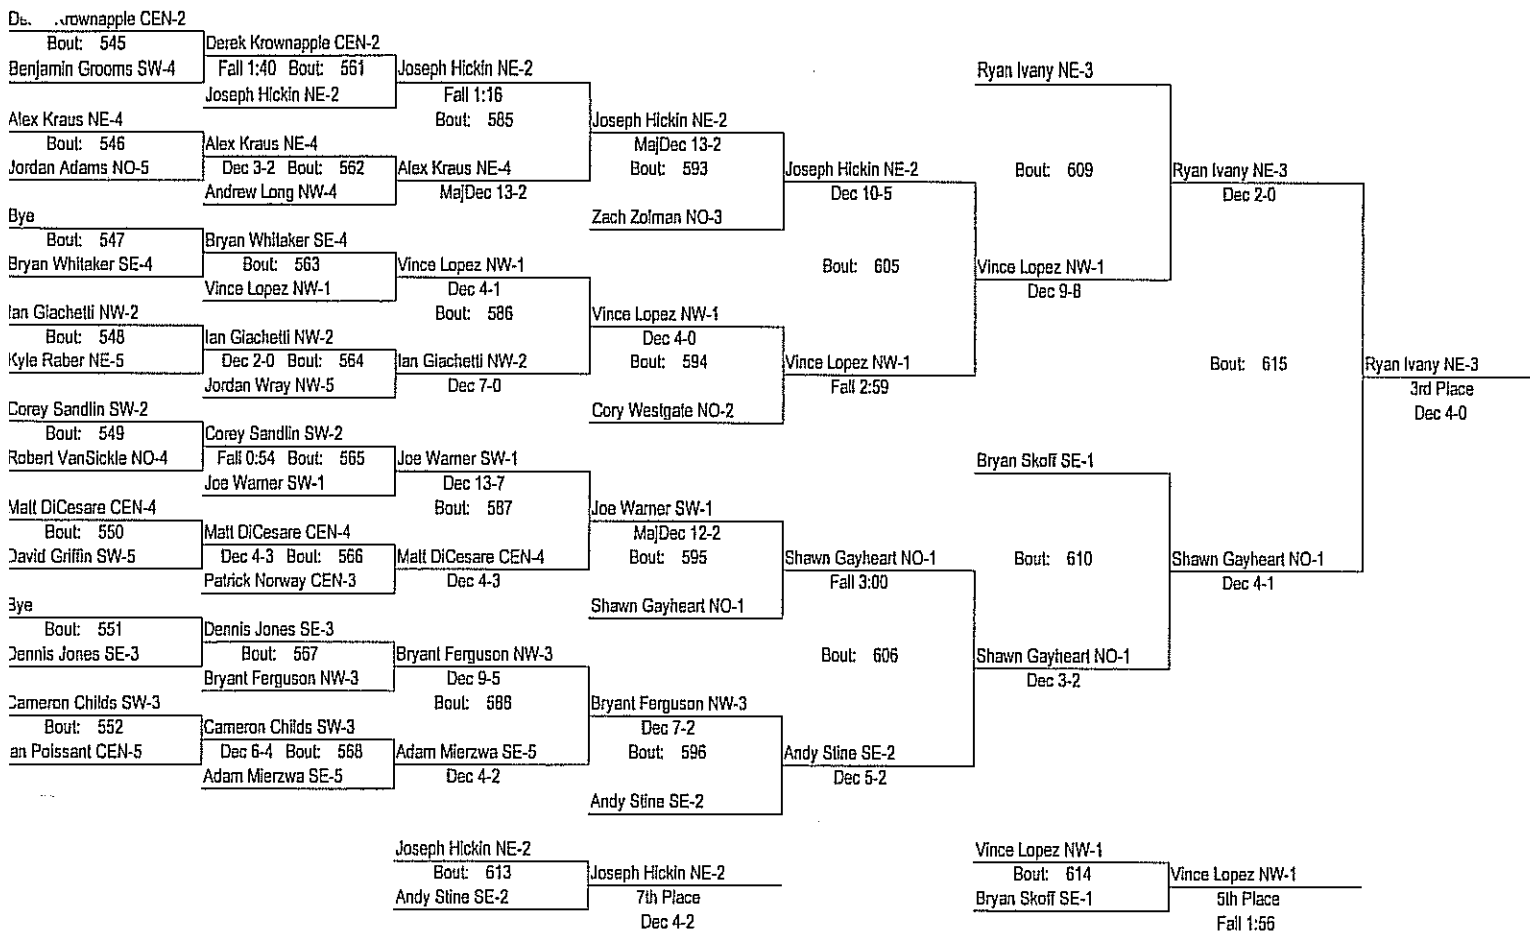 Krownapple CEN-2
Bout: 545
Benjamin Grooms SW-4
Alex Kraus NE-4
Bout: 546
Jordan Adams NO-5
Bye
Bout: 547
Bryan Whitaker SE-4
Ian Giachetti NW-2
Bout: 548
Kyle Raber NE-5
Corey Sandlin SW-2
Bout: 549
Robert VanSickle NO-4
Matt DiCesare CEN-4
Bout: 550
David Griffin SW-5
Bye
Bout: 551
Dennis Jones SE-3
Cameron Childs SW-3
Bout: 552
an Poissant CEN-5
Derek Krownapple CEN-2
Fall 1:40 Bout: 561
Joseph Hickin NE-2
Alex Kraus NE-4
Dec 3-2 Bout: 562
Andrew Long NW-4
Bryan Whitaker SE-4
Bout: 563
Vince Lopez NW-1
Ian Giachetti NW-2
Dec 2-0 Bout: 564
Jordan Wray NW-5
Corey Sandlin SW-2
Fall 0:54 Bout: 565
Joe Warner SW-1
Matt DiCesare CEN-4
Dec 4-3 Bout: 566
Patrick Norway CEN-3
Dennis Jones SE-3
Bout: 567
Bryant Ferguson NW-3
Cameron Childs SW-3
Dec 6-4 Bout: 568
Adam Mierzwa SE-5
Joseph Hickin NE-2
Fall 1:16
Bout: 585
Alex Kraus NE-4
MajDec 13-2
Vince Lopez NW-1
Dec 4-1
Bout: 586
Ian Giachetti NW-2
Dec 7-0
Joe Warner SW-1
Dec 13-7
Bout: 587
Matt DiCesare CEN-4
Dec 4-3
Bryant Ferguson NW-3
Dec 9-5
Bout: 588
Adam Mierzwa SE-5
Dec 4-2
Joseph Hickin NE-2
MajDec 13-2
Bout: 593
Zach Zolman NO-3
Vince Lopez NW-1
Dec 4-0
Bout: 594
Cory Westgate NO-2
Joe Warner SW-1
MajDec 12-2
Bout: 595
Shawn Gayheart NO-1
Bryant Ferguson NW-3
Dec 7-2
Bout: 596
Andy Stine SE-2
Joseph Hickin NE-2
Dec 10-5
Bout: 605
Vince Lopez NW-1
Fall 2:59
Shawn Gayheart NO-1
Fall 3:00
Bout: 606
Andy Stine SE-2
Dec 5-2
Ryan Ivany NE-3
Bout: 609
Vince Lopez NW-1
Dec 9-8
Bryan Skoff SE-1
Bout: 610
Shawn Gayheart NO-1
Dec 3-2
Ryan Ivany NE-3
Dec 2-0
Bout: 615
Shawn Gayheart NO-1
Dec 4-1
Ryan Ivany NE-3
3rd Place
Dec 4-0
Joseph Hickin NE-2
Bout: 613
Andy Stine SE-2
Joseph Hickin NE-2
7th Place
Dec 4-2
Vince Lopez NW-1
Bout: 614
Bryan Skoff SE-1
Vince Lopez NW-1
5th Place
Fall 1:56